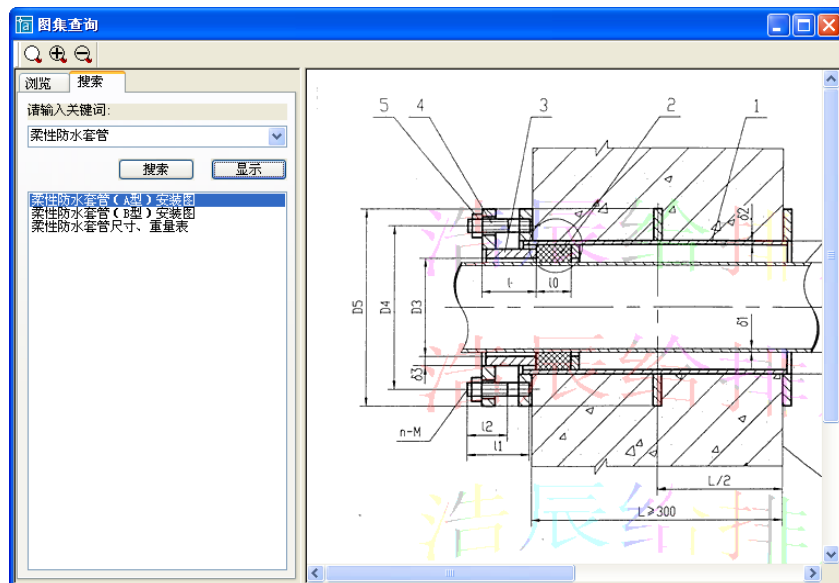 图集查询
浏览
搜索
请输入关键词:
柔性防水套管
搜索
显示
柔性防水套管(A型)安装图
柔性防水套管(B型)安装图
柔性防水套管尺寸、重量表
5 4 3 2 1
δ2
浩辰给排
l l0
D5 D4 D3 δ1
δ3
浩辰给排
n-M
l2
l1
L/2
L≥300
浩辰给排